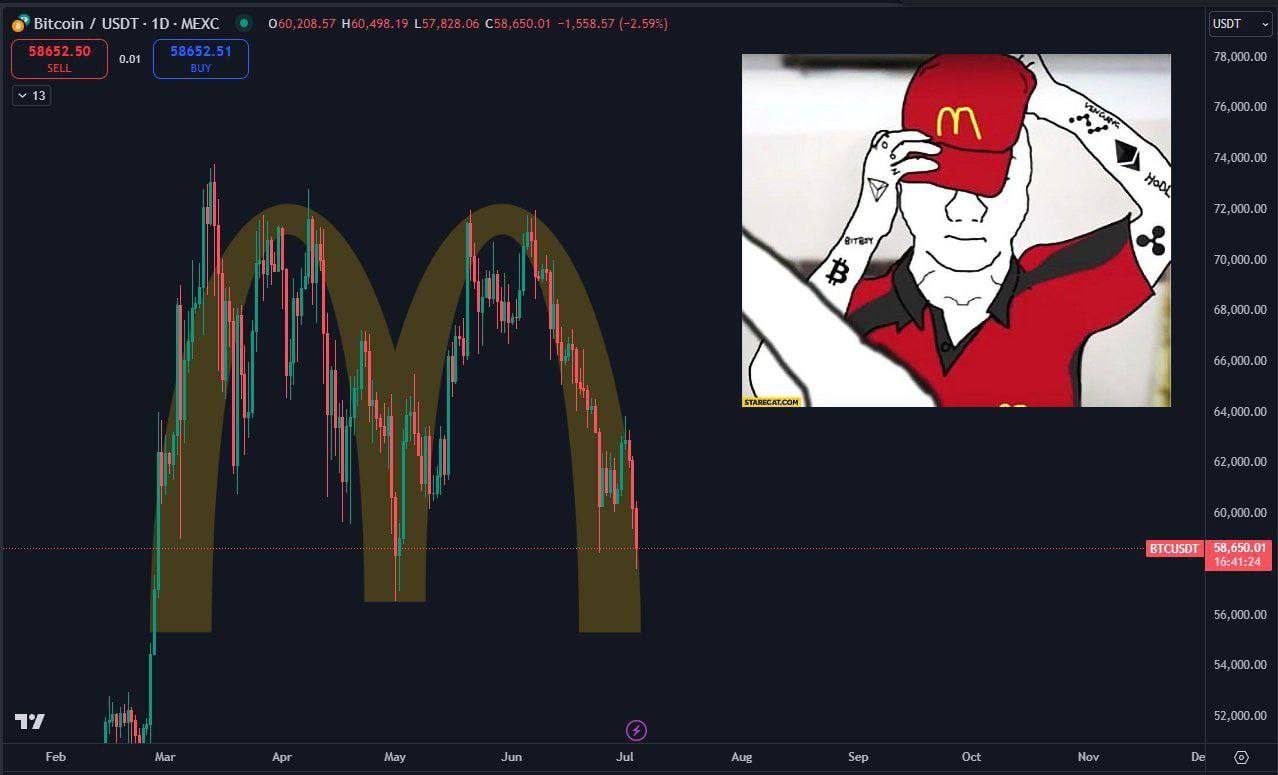 Bitcoin / USDT · 1D · MEXC O60,208.57 H60,498.19 L57,828.06 C58,650.01 −1,558.57 (−2.59%)
USDT
58652.50
SELL
0.01
58652.51
BUY
13
78,000.00
76,000.00
74,000.00
72,000.00
70,000.00
68,000.00
66,000.00
64,000.00
62,000.00
60,000.00
BTCUSDT 58,650.01
16:41:24
56,000.00
54,000.00
52,000.00
HODL
BITBOY
STARECAT.COM
Feb Mar Apr May Jun Jul Aug Sep Oct Nov De